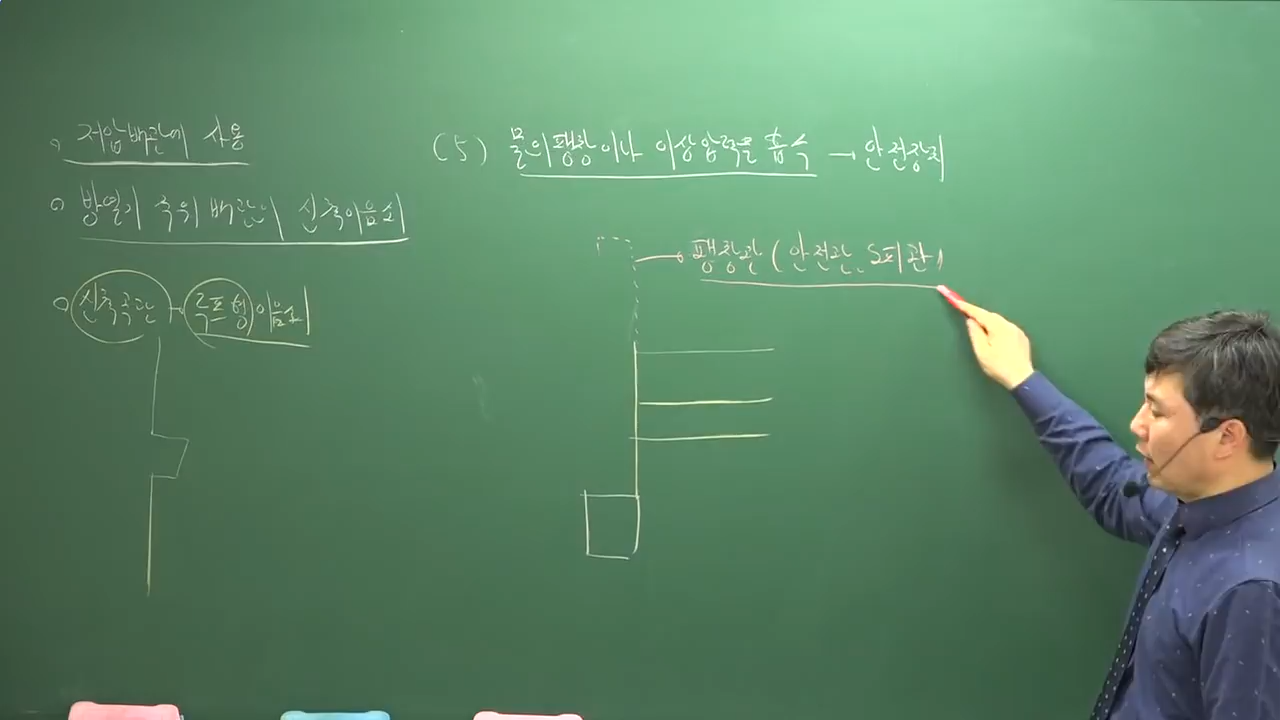 저압배관에 사용
방열기 주위 배관의 신축이음쇠
신축곡관 - 루프형이음쇠
(5) 물의팽창이나 이상압력을 흡수 → 안전장치
팽창관 (안전관, 도피관)